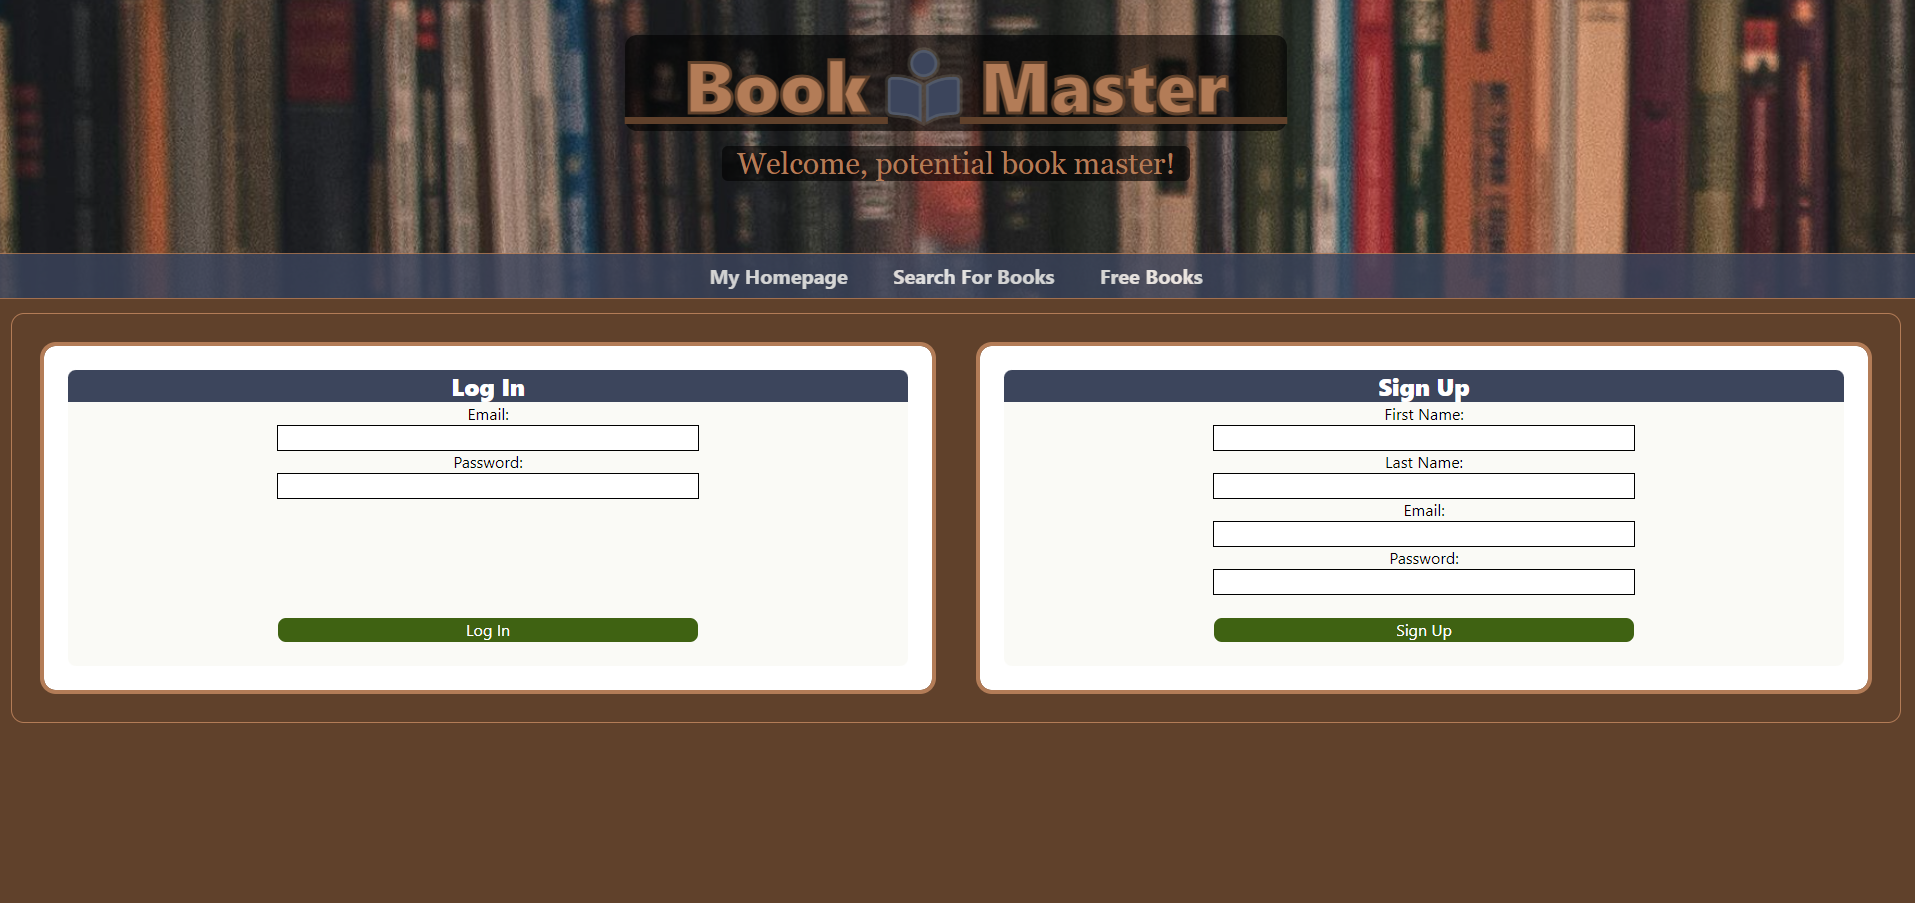 Book Master
Welcome, potential book master!
My Homepage Search For Books Free Books
Log In
Email:
Password:
Log In
Sign Up
First Name:
Last Name:
Email:
Password:
Sign Up